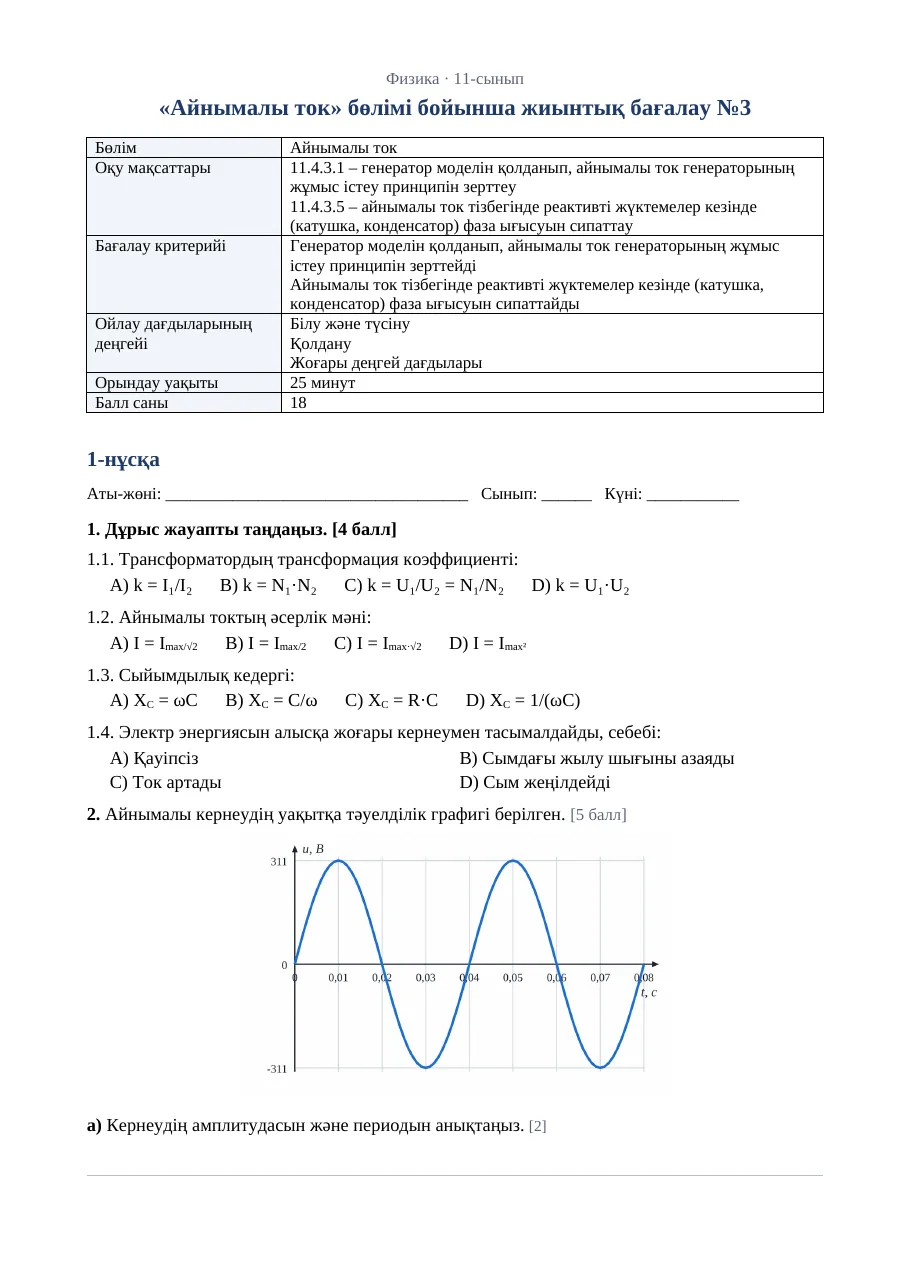 Физика · 11-сынып
«Айнымалы ток» бөлімі бойынша жиынтық бағалау №3
Бөлім	Айнымалы ток
Оқу мақсаттары	11.4.3.1 – генератор моделін қолданып, айнымалы ток генераторының
жұмыс істеу принципін зерттеу
11.4.3.5 – айнымалы ток тізбегінде реактивті жүктемелер кезінде
(катушка, конденсатор) фаза ығысуын сипаттау
Бағалау критерийі	Генератор моделін қолданып, айнымалы ток генераторының жұмыс
істеу принципін зерттейді
Айнымалы ток тізбегінде реактивті жүктемелер кезінде (катушка,
конденсатор) фаза ығысуын сипаттайды
Ойлау дағдыларының	Білу және түсіну
деңгейі	Қолдану
Жоғары деңгей дағдылары
Орындау уақыты	25 минут
Балл саны	18
1-нұсқа
Аты-жөні: ____________________________________ Сынып: ______ Күні: ___________
1. Дұрыс жауапты таңдаңыз. [4 балл]
1.1. Трансформатордың трансформация коэффициенті:
A) k = I₁/I₂ B) k = N₁·N₂ C) k = U₁/U₂ = N₁/N₂ D) k = U₁·U₂
1.2. Айнымалы токтың әсерлік мәні:
A) I = Imax/√2 B) I = Imax/2 C) I = Imax·√2 D) I = Imax²
1.3. Сыйымдылық кедергі:
A) XC = ωC B) XC = C/ω C) XC = R·C D) XC = 1/(ωC)
1.4. Электр энергиясын алысқа жоғары кернеумен тасымалдайды, себебі:
A) Қауіпсіз B) Сымдағы жылу шығыны азаяды
C) Ток артады D) Сым жеңілдейді
2. Айнымалы кернеудің уақытқа тәуелділік графигі берілген. [5 балл]
u, В
311
0
0 0,01 0,02 0,03 0,04 0,05 0,06 0,07 0,08
t, с
-311
а) Кернеудің амплитудасын және периодын анықтаңыз. [2]